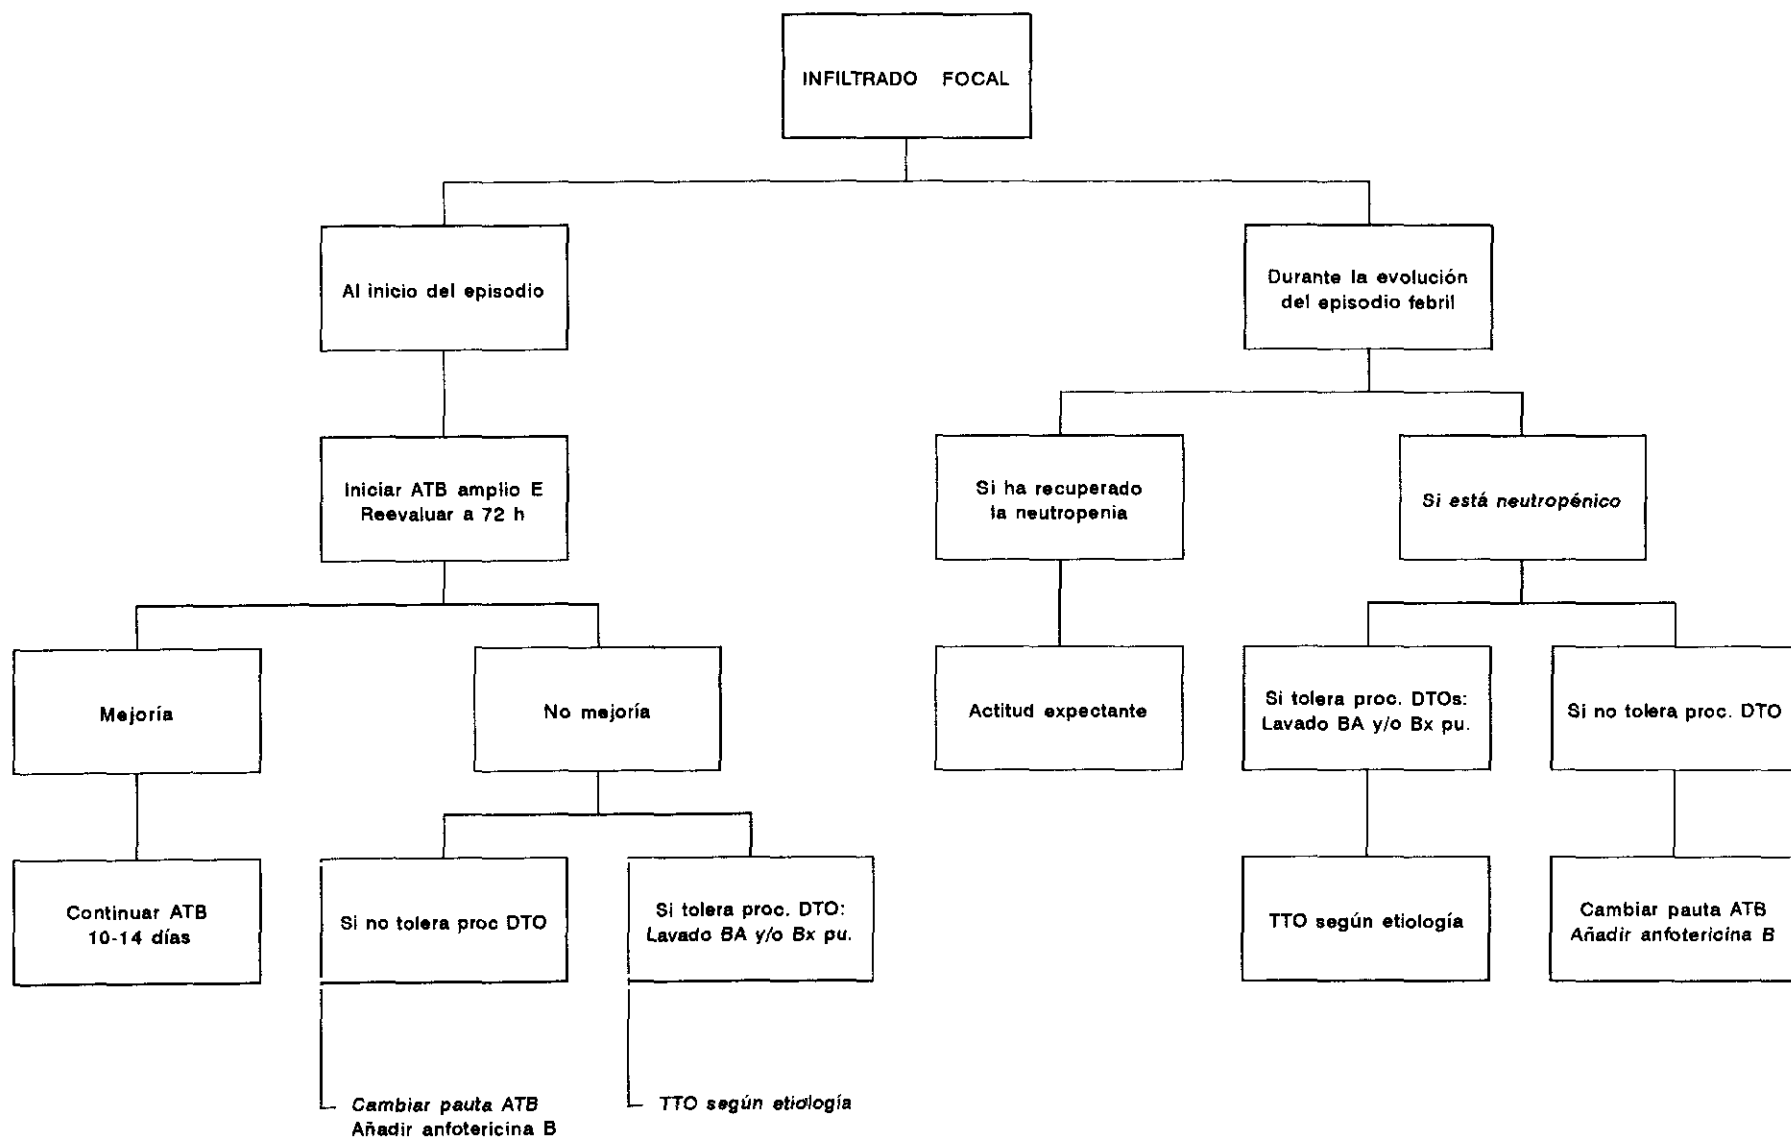 INFILTRADO FOCAL
Al inicio del episodio
Durante la evolución
del episodio febril
Iniciar ATB amplio E
Reevaluar a 72 h
Si ha recuperado
la neutropenia
Si está neutropénico
Mejoría
No mejoría
Actitud expectante
Si tolera proc. DTOs:
Lavado BA y/o Bx pu.
Si no tolera proc. DTO
Continuar ATB
10-14 días
Si no tolera proc DTO
Si tolera proc. DTO:
Lavado BA y/o Bx pu.
TTO según etiología
Cambiar pauta ATB
Añadir anfotericina B
Cambiar pauta ATB
Añadir anfotericina B
TTO según etiología